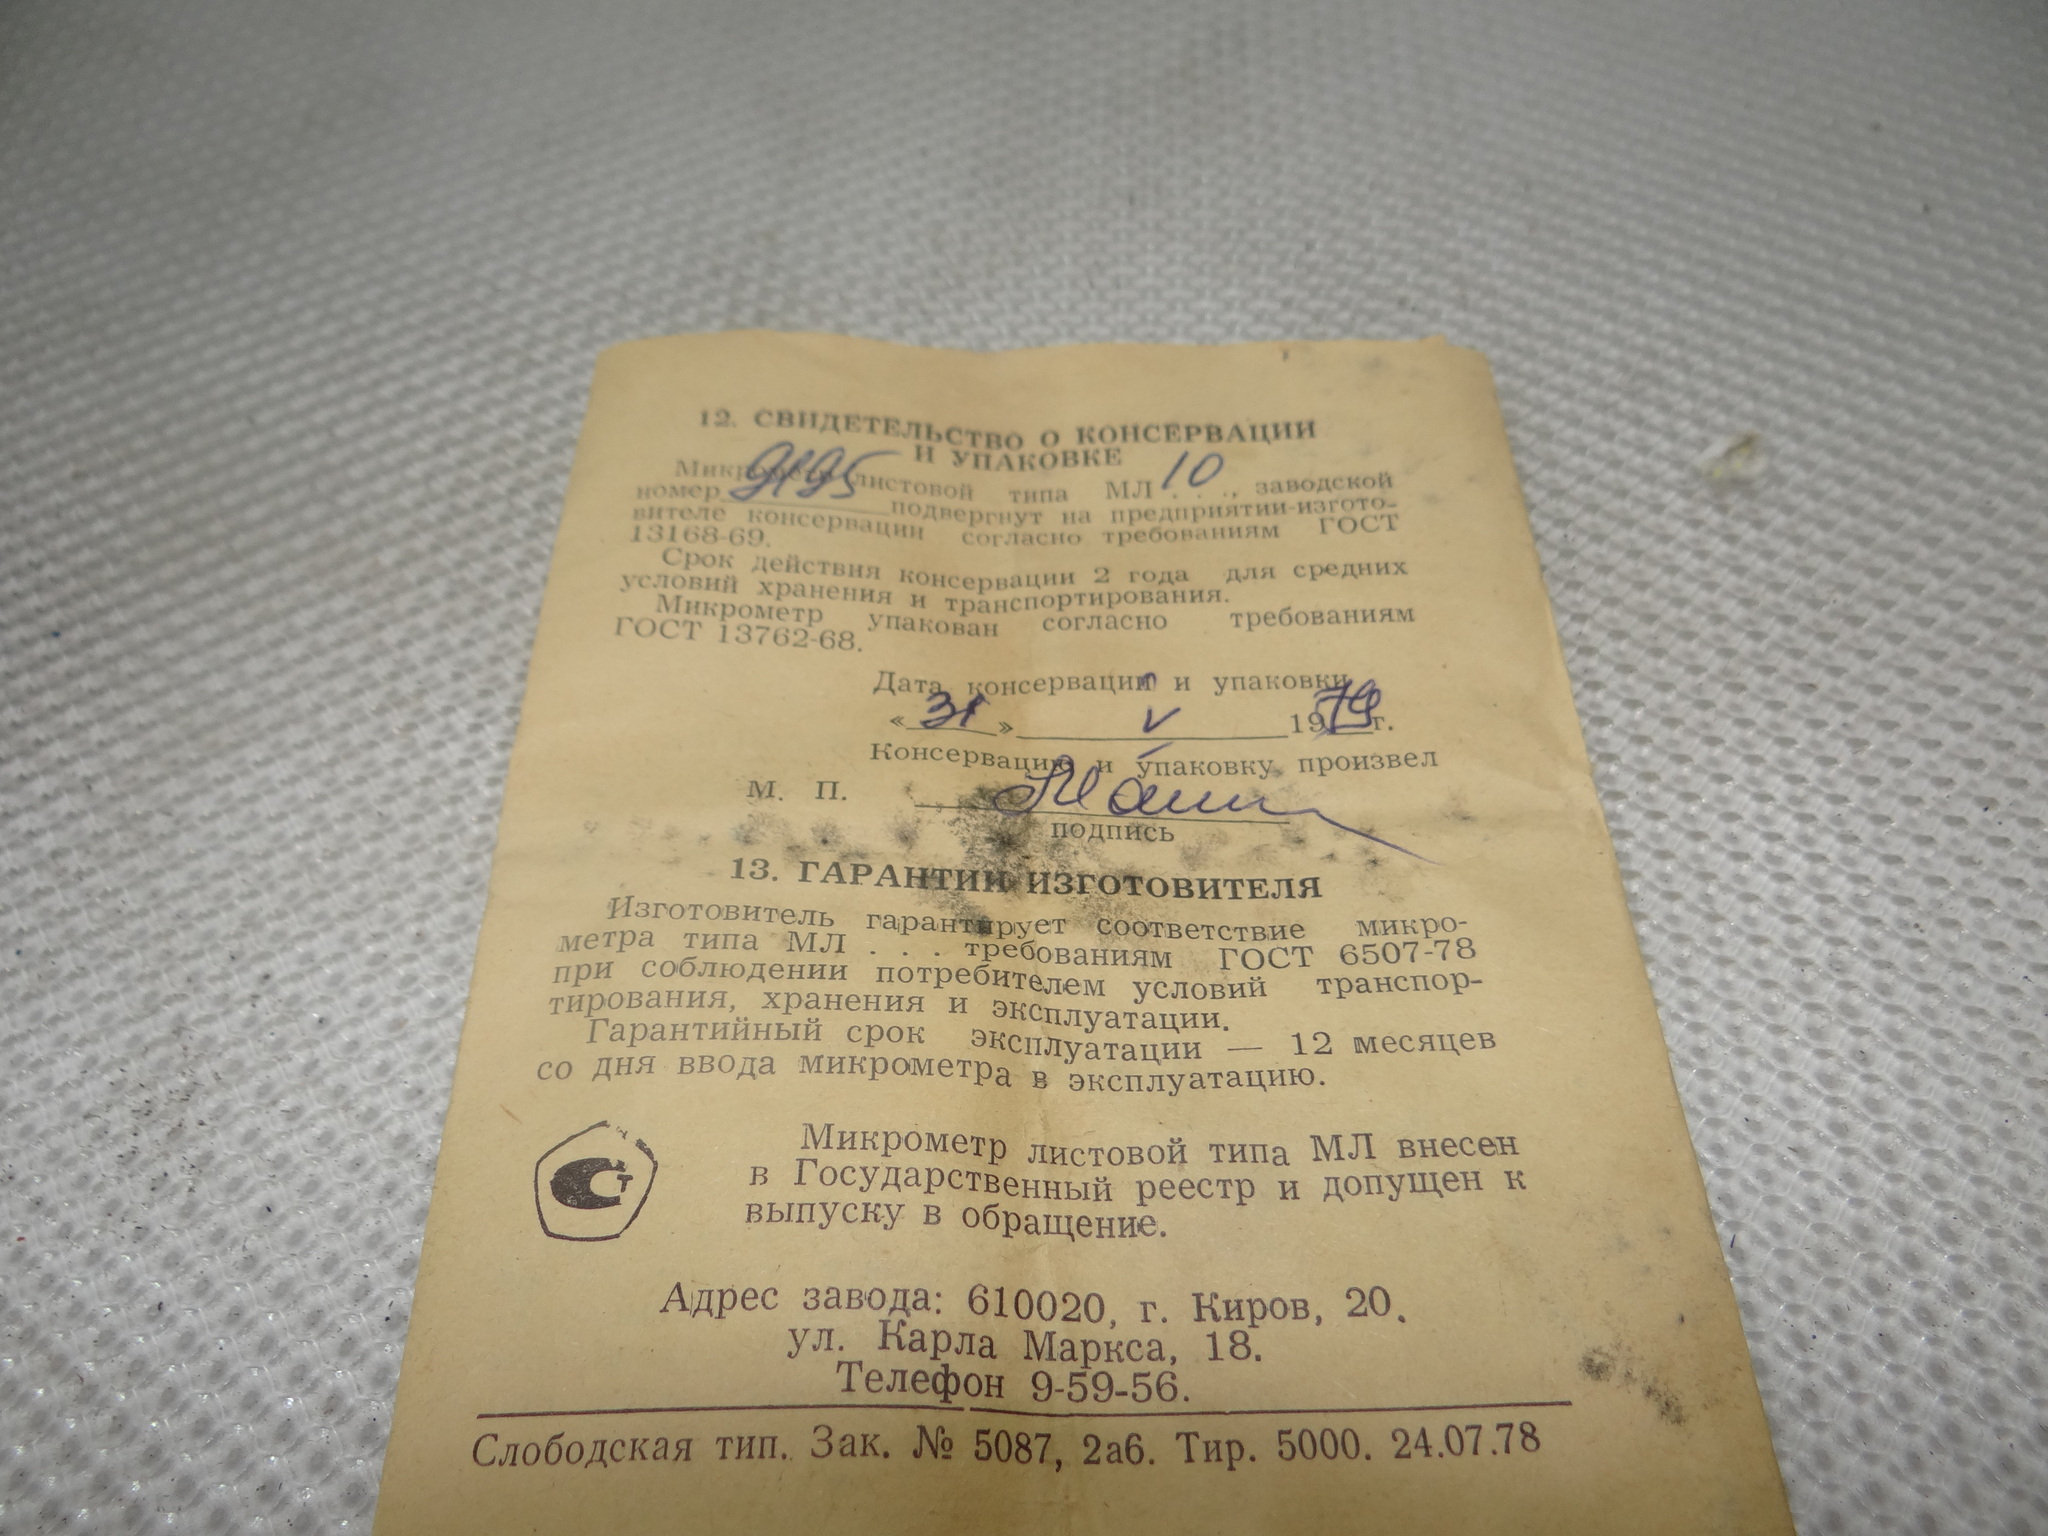 12. СВИДЕТЕЛЬСТВО О КОНСЕРВАЦИИ
И УПАКОВКЕ
Микрометр листовой типа МЛ 10 . . ., заводской
номер подвергнут на предприятии-изгото-
вителе консервации согласно требованиям ГОСТ
13168-69.
Срок действия консервации 2 года для средних
условий хранения и транспортирования.
Микрометр упакован согласно требованиям
ГОСТ 13762-68.
Дата консервации и упаковки
«31» V 1979 г.
Консервацию и упаковку произвел
М. П.
подпись
13. ГАРАНТИИ ИЗГОТОВИТЕЛЯ
Изготовитель гарантирует соответствие микро-
метра типа МЛ . . . требованиям ГОСТ 6507-78
при соблюдении потребителем условий транспор-
тирования, хранения и эксплуатации.
Гарантийный срок эксплуатации — 12 месяцев
со дня ввода микрометра в эксплуатацию.
Микрометр листовой типа МЛ внесен
в Государственный реестр и допущен к
выпуску в обращение.
Адрес завода: 610020, г. Киров, 20.
ул. Карла Маркса, 18.
Телефон 9-59-56.
Слободская тип. Зак. № 5087, 2а6. Тир. 5000. 24.07.78